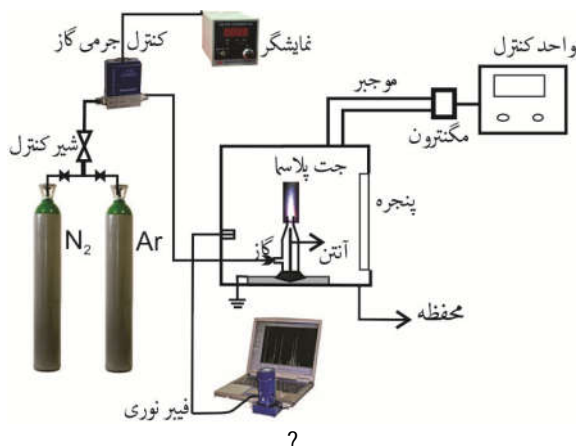 کنترل جرمی گاز
نمایشگر
واحد کنترل
موجبر
مگنترون
شیر کنترل
جت پلاسما
پنجره
N₂
Ar
گاز
آنتن
محفظه
فیبر نوری
?